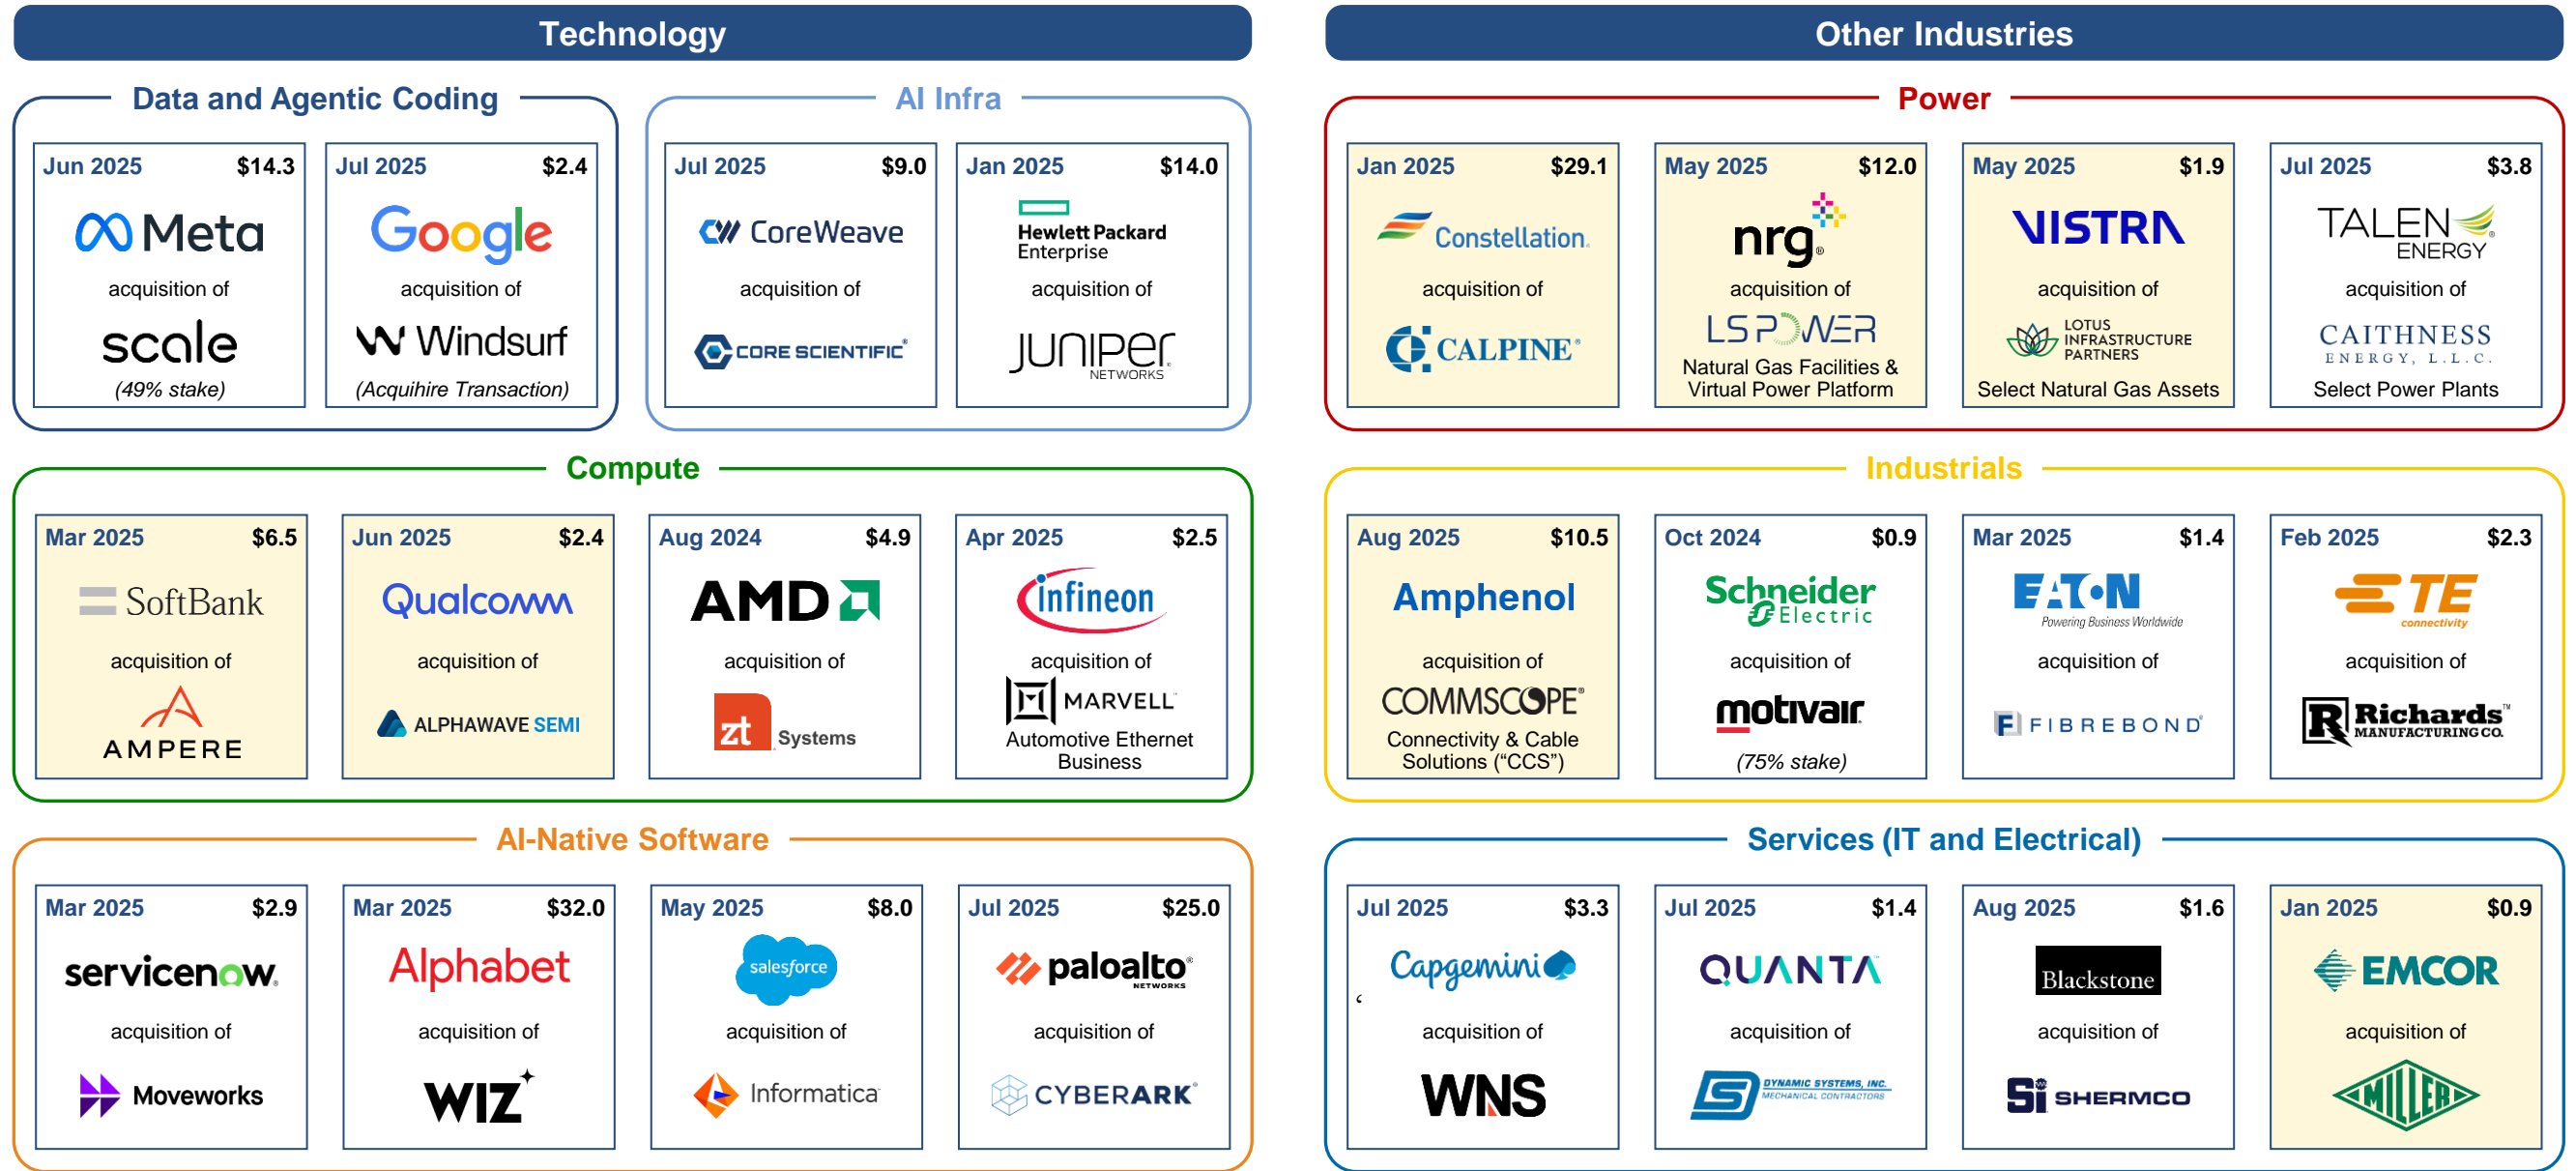 Technology
Data and Agentic Coding
Jun 2025 $14.3
Meta
acquisition of
scale
(49% stake)
Jul 2025 $2.4
Google
acquisition of
Windsurf
(Acquihire Transaction)
AI Infra
Jul 2025 $9.0
CoreWeave
acquisition of
CORE SCIENTIFIC®
Jan 2025 $14.0
Hewlett Packard
Enterprise
acquisition of
JUNIPER
NETWORKS
Compute
Mar 2025 $6.5
SoftBank
acquisition of
AMPERE
Jun 2025 $2.4
Qualcomm
acquisition of
ALPHAWAVE SEMI
Aug 2024 $4.9
AMD
acquisition of
zt Systems
Apr 2025 $2.5
infineon
acquisition of
MARVELL
Automotive Ethernet
Business
AI-Native Software
Mar 2025 $2.9
servicenow
acquisition of
Moveworks
Mar 2025 $32.0
Alphabet
acquisition of
WIZ
May 2025 $8.0
salesforce
acquisition of
Informatica
Jul 2025 $25.0
paloalto®
NETWORKS
acquisition of
CYBERARK®
Other Industries
Power
Jan 2025 $29.1
Constellation
acquisition of
CALPINE®
May 2025 $12.0
nrg®
acquisition of
LS POWER
Natural Gas Facilities &
Virtual Power Platform
May 2025 $1.9
VISTRA
acquisition of
LOTUS
INFRASTRUCTURE
PARTNERS
Select Natural Gas Assets
Jul 2025 $3.8
TALEN
ENERGY
acquisition of
CAITHNESS
ENERGY, L.L.C.
Select Power Plants
Industrials
Aug 2025 $10.5
Amphenol
acquisition of
COMMSCOPE®
Connectivity & Cable
Solutions (“CCS”)
Oct 2024 $0.9
Schneider
Electric
acquisition of
motivair
(75% stake)
Mar 2025 $1.4
EATON
Powering Business Worldwide
acquisition of
FIBREBOND
Feb 2025 $2.3
TE
connectivity
acquisition of
R Richards™
MANUFACTURING CO.
Services (IT and Electrical)
Jul 2025 $3.3
Capgemini
‘
acquisition of
WNS
Jul 2025 $1.4
QUANTA
acquisition of
DYNAMIC SYSTEMS, INC.
MECHANICAL CONTRACTORS
Aug 2025 $1.6
Blackstone
acquisition of
Si SHERMCO
Jan 2025 $0.9
EMCOR
acquisition of
MILLER